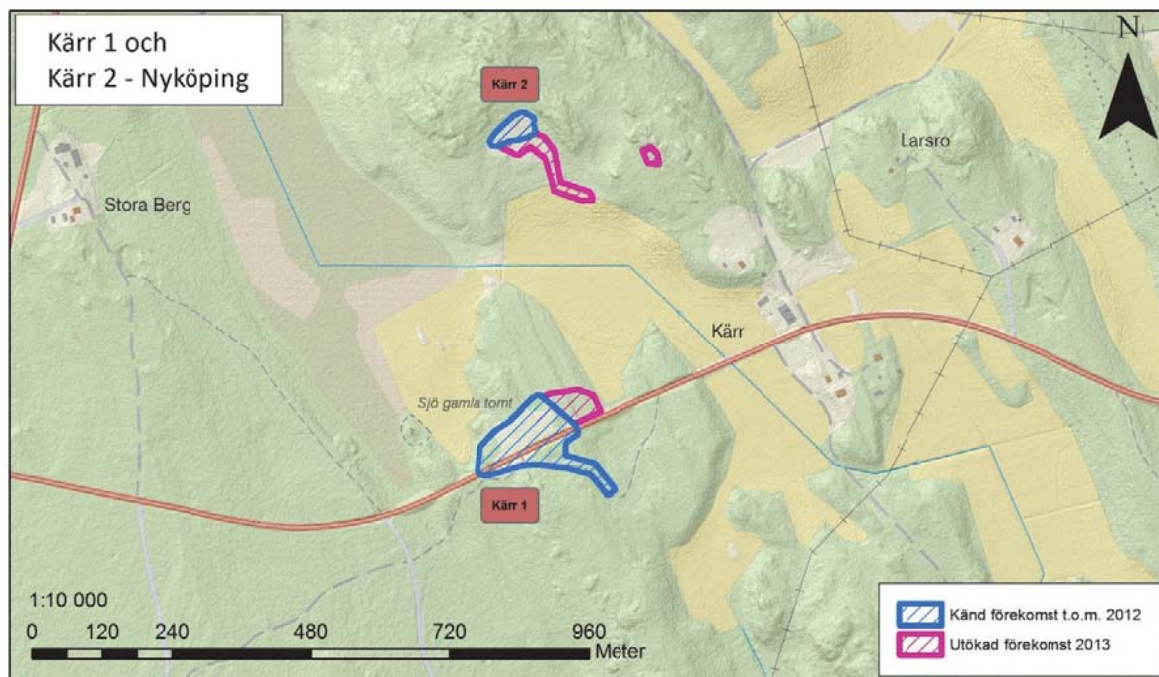 Kärr 1 och
Kärr 2 - Nyköping
N
Kärr 2
Larsro
Stora Berg
Kärr
Sjö gamla tomt
Kärr 1
1:10 000
0 120 240 480 720 960
Meter
Känd förekomst t.o.m. 2012
Utökad förekomst 2013